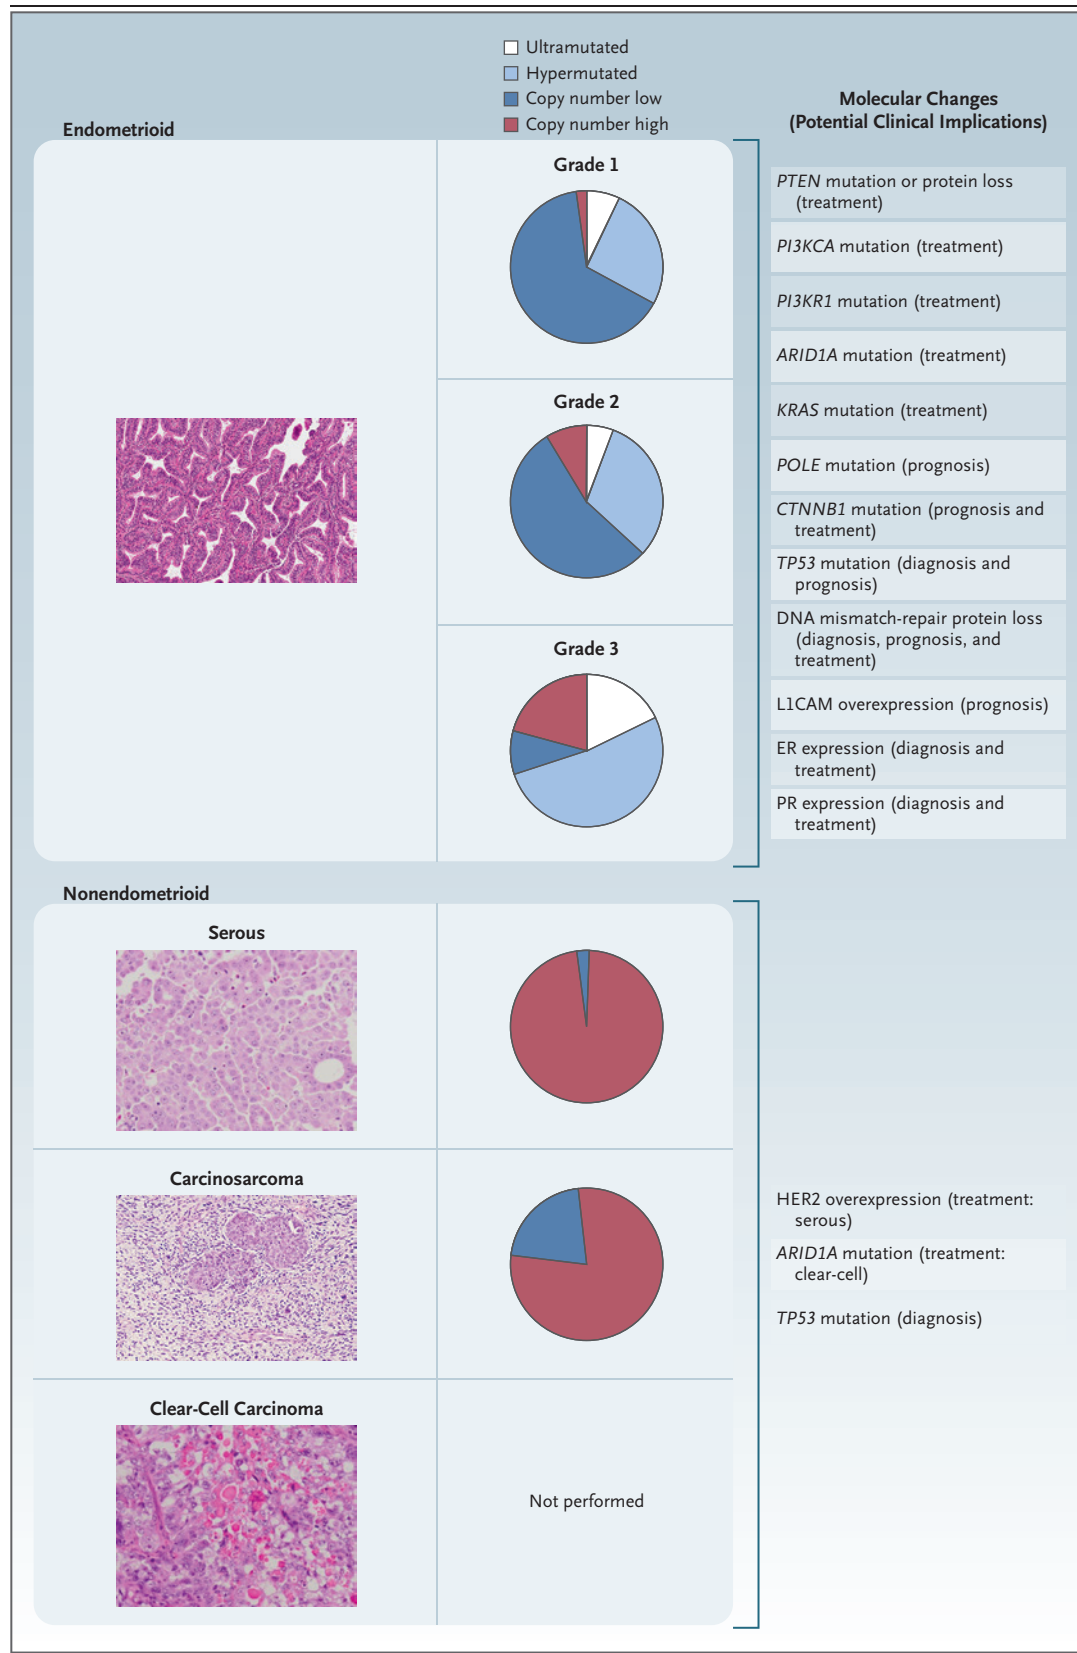 Ultramutated
Hypermutated
Copy number low
Copy number high
Molecular Changes
(Potential Clinical Implications)
Endometrioid
Grade 1
Grade 2
Grade 3
PTEN mutation or protein loss
(treatment)
PI3KCA mutation (treatment)
PI3KR1 mutation (treatment)
ARID1A mutation (treatment)
KRAS mutation (treatment)
POLE mutation (prognosis)
CTNNB1 mutation (prognosis and
treatment)
TP53 mutation (diagnosis and
prognosis)
DNA mismatch-repair protein loss
(diagnosis, prognosis, and
treatment)
L1CAM overexpression (prognosis)
ER expression (diagnosis and
treatment)
PR expression (diagnosis and
treatment)
Nonendometrioid
Serous
Carcinosarcoma
Clear-Cell Carcinoma
Not performed
HER2 overexpression (treatment:
serous)
ARID1A mutation (treatment:
clear-cell)
TP53 mutation (diagnosis)